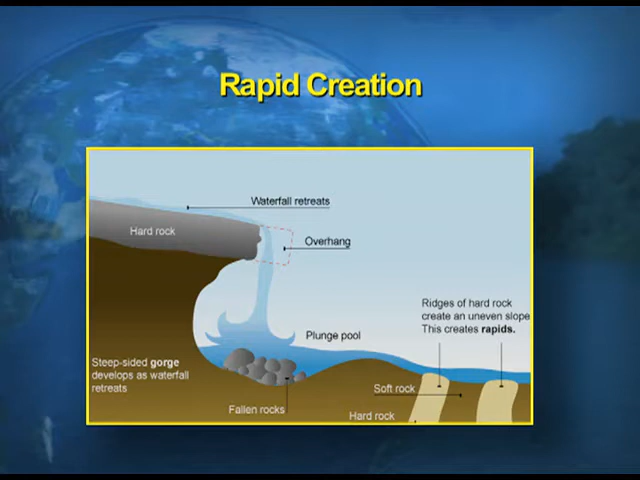 Rapid Creation
Waterfall retreats
Hard rock
Overhang
Ridges of hard rock
create an uneven slope
This creates rapids.
Plunge pool
Steep-sided gorge
develops as waterfall
retreats
Soft rock
Fallen rocks
Hard rock